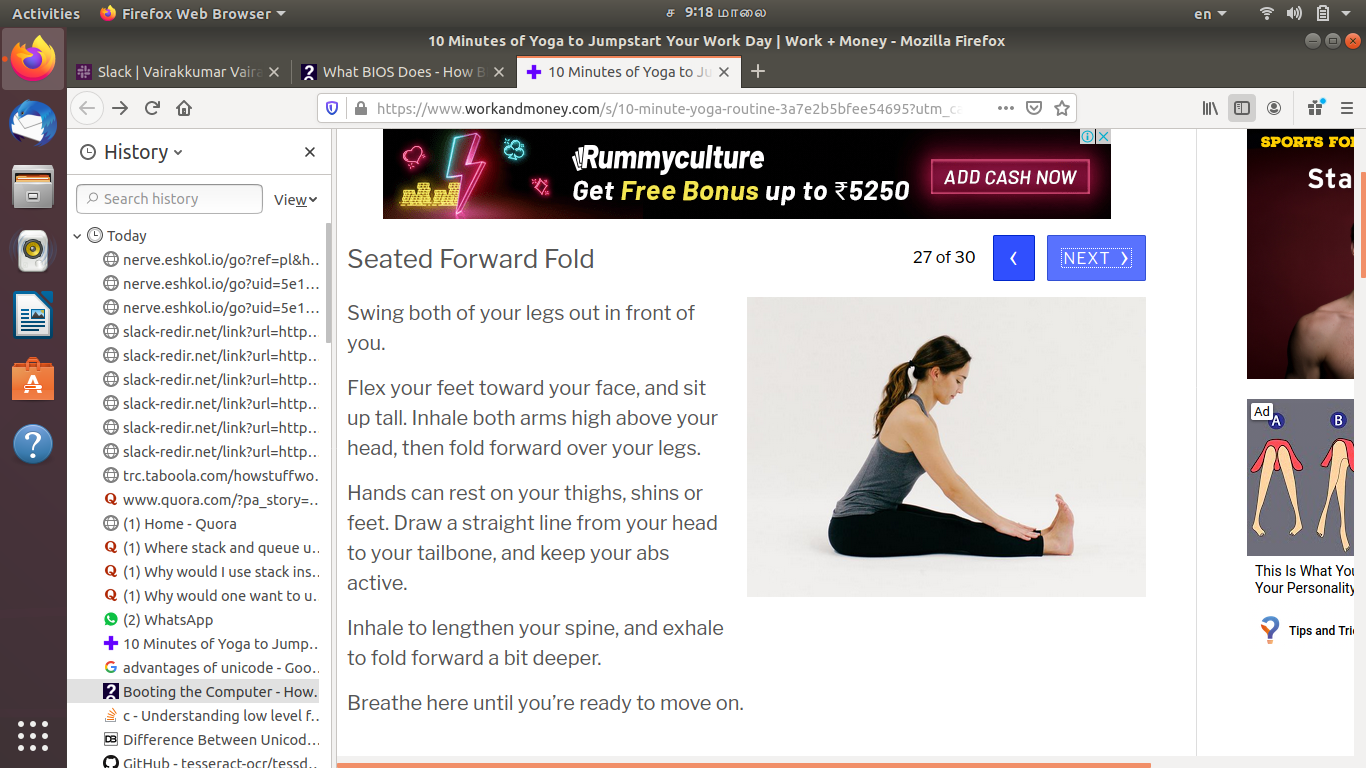 Activities
Firefox Web Browser
ச 9:18 மாலை
en
10 Minutes of Yoga to Jumpstart Your Work Day | Work + Money - Mozilla Firefox
Slack | Vairakkumar Vaira
What BIOS Does - How B
10 Minutes of Yoga to Ju
https://www.workandmoney.com/s/10-minute-yoga-routine-3a7e2b5bfee54695?utm_ca
History
Search history
View
Today
nerve.eshkol.io/go?ref=pl&h…
nerve.eshkol.io/go?uid=5e1…
nerve.eshkol.io/go?uid=5e1…
slack-redir.net/link?url=http…
slack-redir.net/link?url=http…
slack-redir.net/link?url=http…
slack-redir.net/link?url=http…
slack-redir.net/link?url=http…
slack-redir.net/link?url=http…
trc.taboola.com/howstuffwo…
www.quora.com/?pa_story=…
(1) Home - Quora
(1) Where stack and queue u…
(1) Why would I use stack ins…
(1) Why would one want to u…
(2) WhatsApp
10 Minutes of Yoga to Jump…
advantages of unicode - Goo…
Booting the Computer - How…
c - Understanding low level f…
Difference Between Unicod…
GitHub - tesseract-ocr/tessd…
Rummyculture
Get Free Bonus up to ₹5250
ADD CASH NOW
Seated Forward Fold
27 of 30
NEXT
Swing both of your legs out in front of
you.
Flex your feet toward your face, and sit
up tall. Inhale both arms high above your
head, then fold forward over your legs.
Hands can rest on your thighs, shins or
feet. Draw a straight line from your head
to your tailbone, and keep your abs
active.
Inhale to lengthen your spine, and exhale
to fold forward a bit deeper.
Breathe here until you’re ready to move on.
SPORTS FO
Sta
Ad
A
B
This Is What You
Your Personality
Tips and Tric